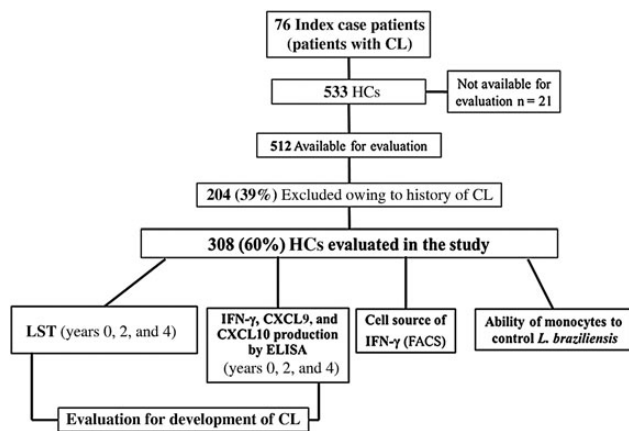 76 Index case patients
(patients with CL)
533 HCs
Not available for
evaluation n = 21
512 Available for evaluation
204 (39%) Excluded owing to history of CL
308 (60%) HCs evaluated in the study
LST (years 0, 2, and 4)
IFN-γ, CXCL9, and
CXCL10 production
by ELISA
(years 0, 2, and 4)
Cell source of
IFN-γ (FACS)
Ability of monocytes to
control L. braziliensis
Evaluation for development of CL